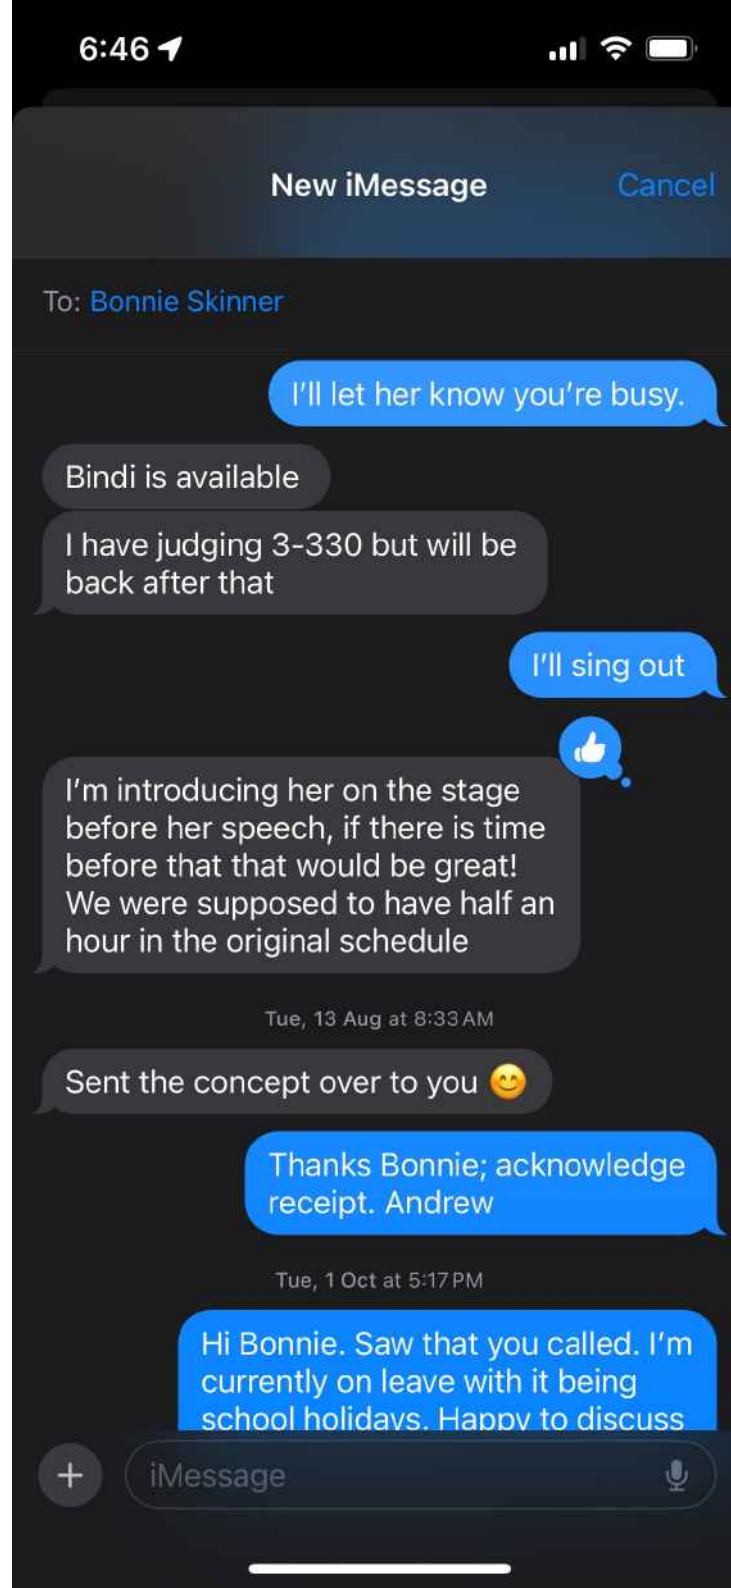 6:46
New iMessage
Cancel
To: Bonnie Skinner
I'll let her know you're busy.
Bindi is available
I have judging 3-330 but will be
back after that
I'll sing out
I'm introducing her on the stage
before her speech, if there is time
before that that would be great!
We were supposed to have half an
hour in the original schedule
Tue, 13 Aug at 8:33 AM
Sent the concept over to you 😊
Thanks Bonnie; acknowledge
receipt. Andrew
Tue, 1 Oct at 5:17 PM
Hi Bonnie. Saw that you called. I'm
currently on leave with it being
school holidays. Happy to discuss
iMessage